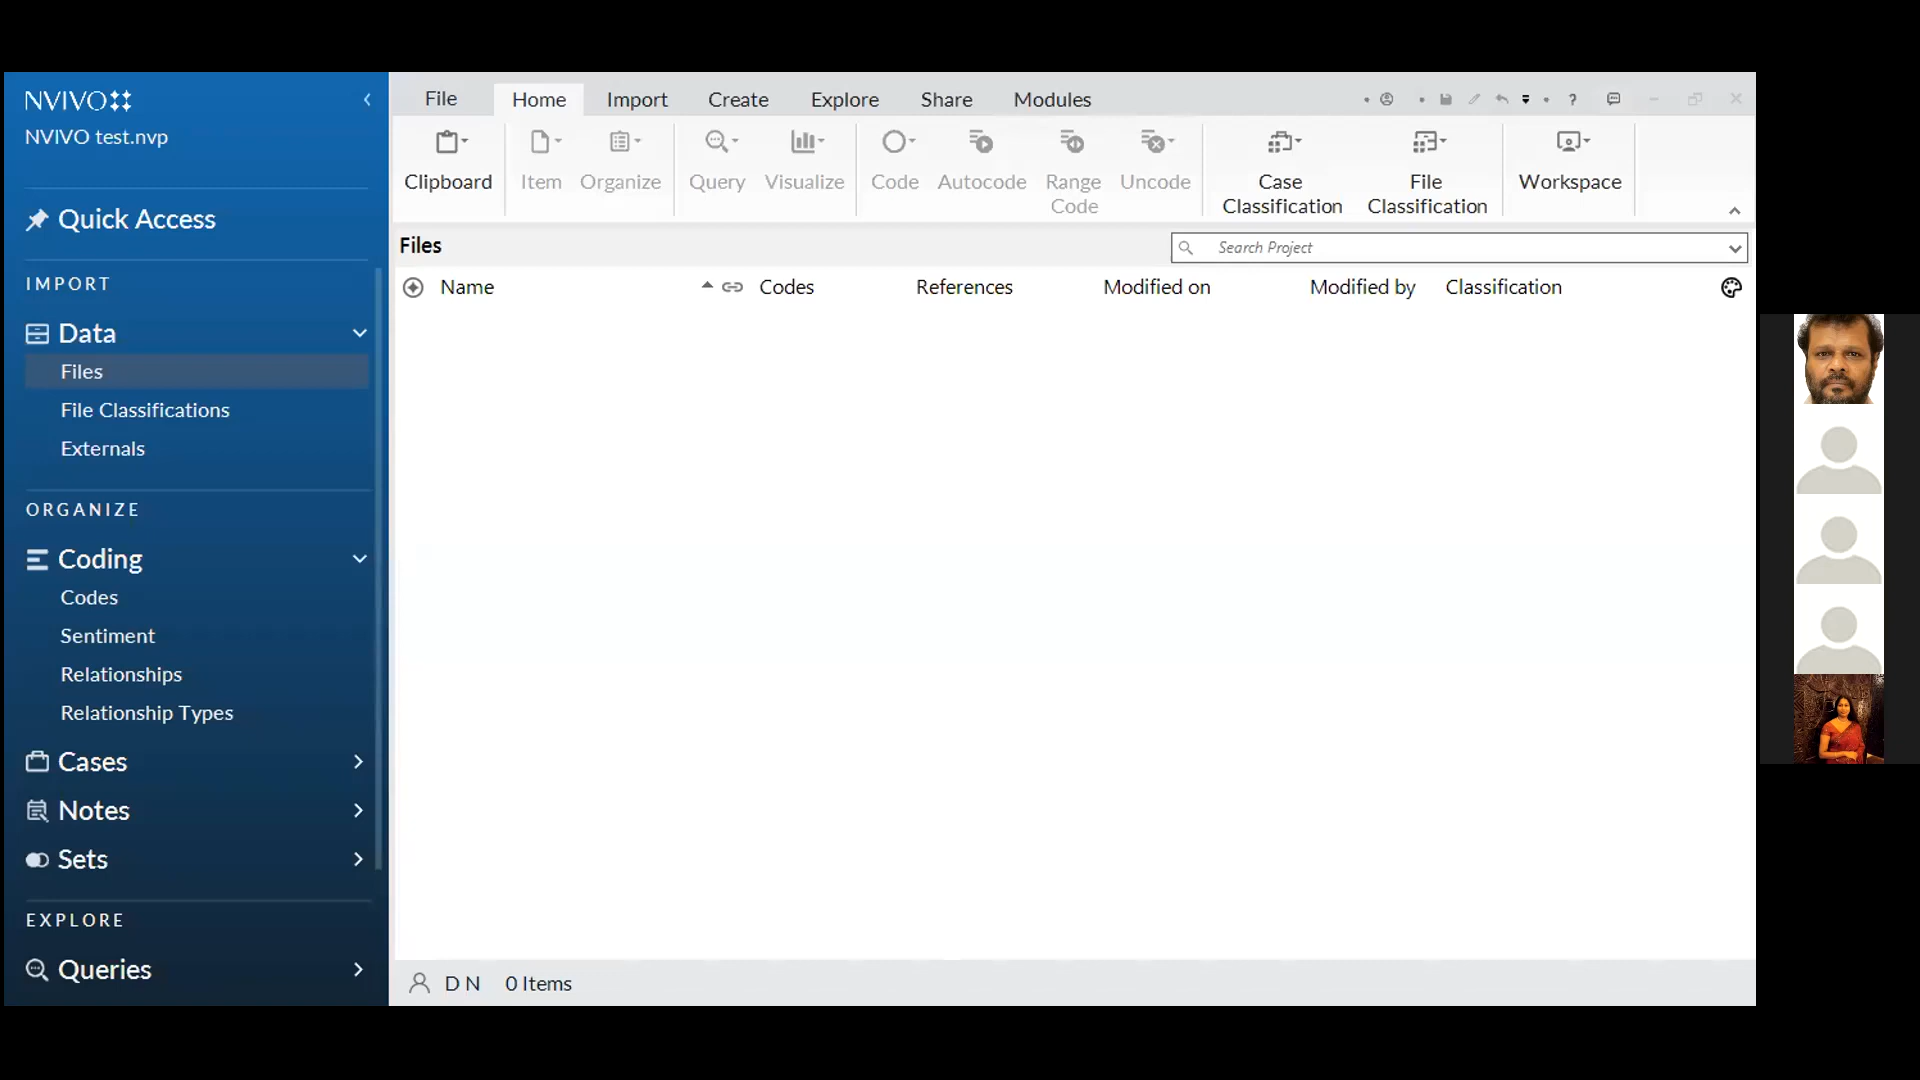 NVIVO
NVIVO test.nvp
Quick Access
IMPORT
Data
Files
File Classifications
Externals
ORGANIZE
Coding
Codes
Sentiment
Relationships
Relationship Types
Cases
Notes
Sets
EXPLORE
Queries
File Home Import Create Explore Share Modules
Clipboard Item Organize Query Visualize Code Autocode Range Code Uncode Case Classification File Classification Workspace
Files
Search Project
Name Codes References Modified on Modified by Classification
D N 0 Items